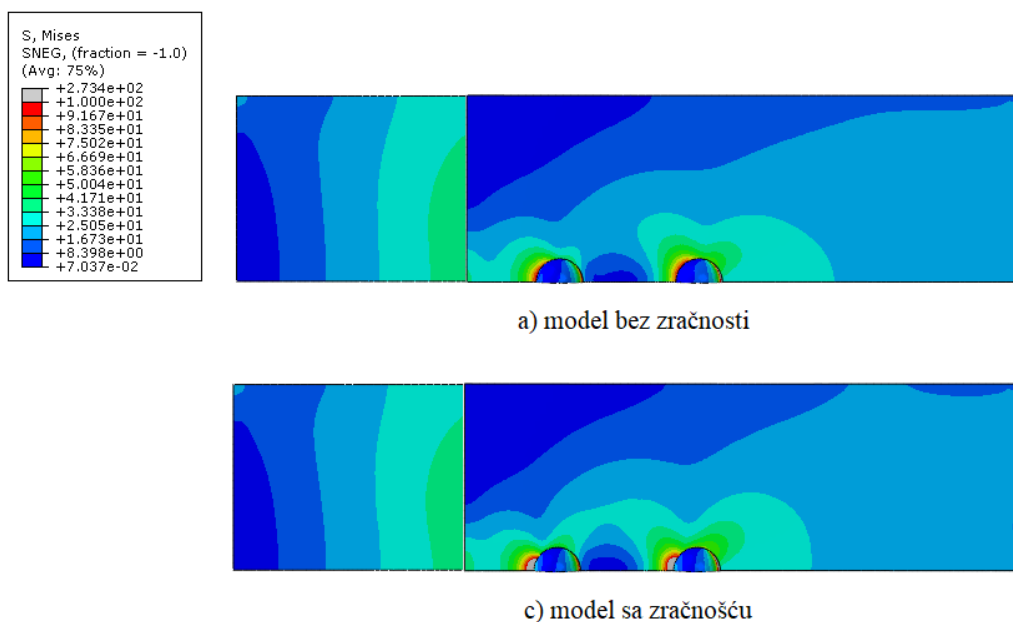 S, Mises
SNEG, (fraction = -1.0)
(Avg: 75%)
+2.734e+02
+1.000e+02
+9.167e+01
+8.335e+01
+7.502e+01
+6.669e+01
+5.836e+01
+5.004e+01
+4.171e+01
+3.338e+01
+2.505e+01
+1.673e+01
+8.398e+00
+7.037e-02
a) model bez zračnosti
c) model sa zračnošću